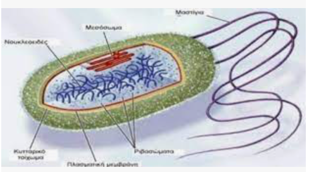 Μαστίγιο
Μεσόσωμα
Νουκλεοειδές
Κυτταρικό
τοίχωμα
Πλασματική μεμβράνη
Ριβοσώματα